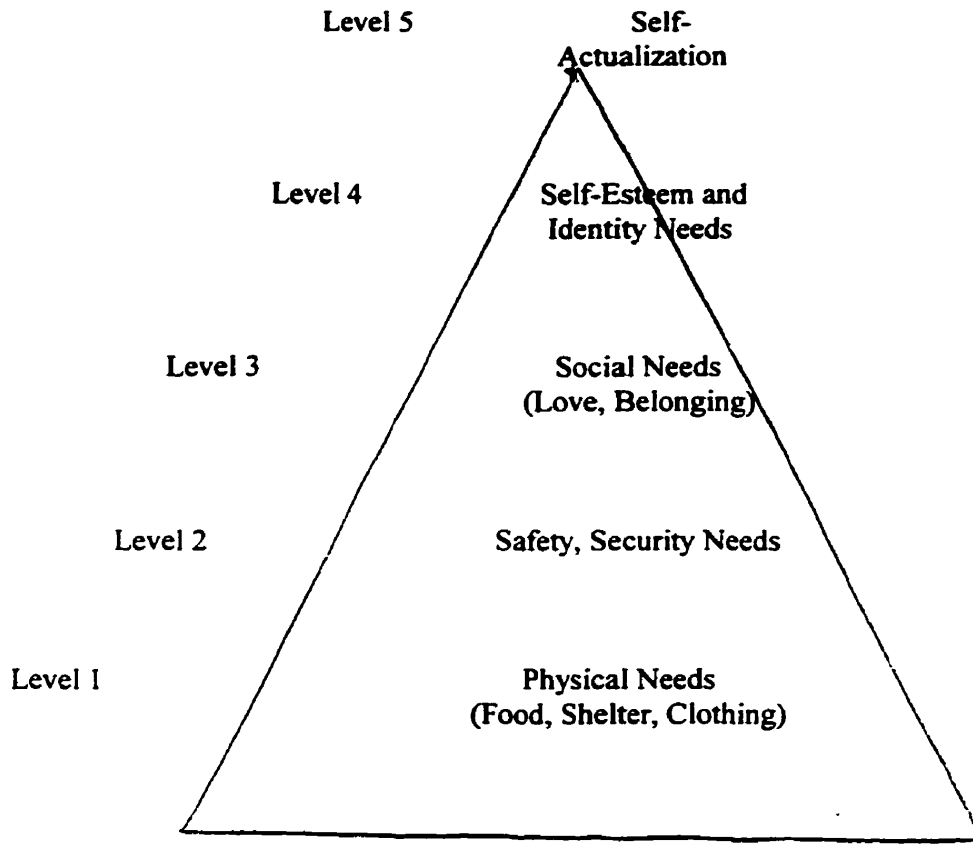 Level 5 Self-
Actualization
Level 4 Self-Esteem and
Identity Needs
Level 3 Social Needs
(Love, Belonging)
Level 2 Safety, Security Needs
Level 1 Physical Needs
(Food, Shelter, Clothing)